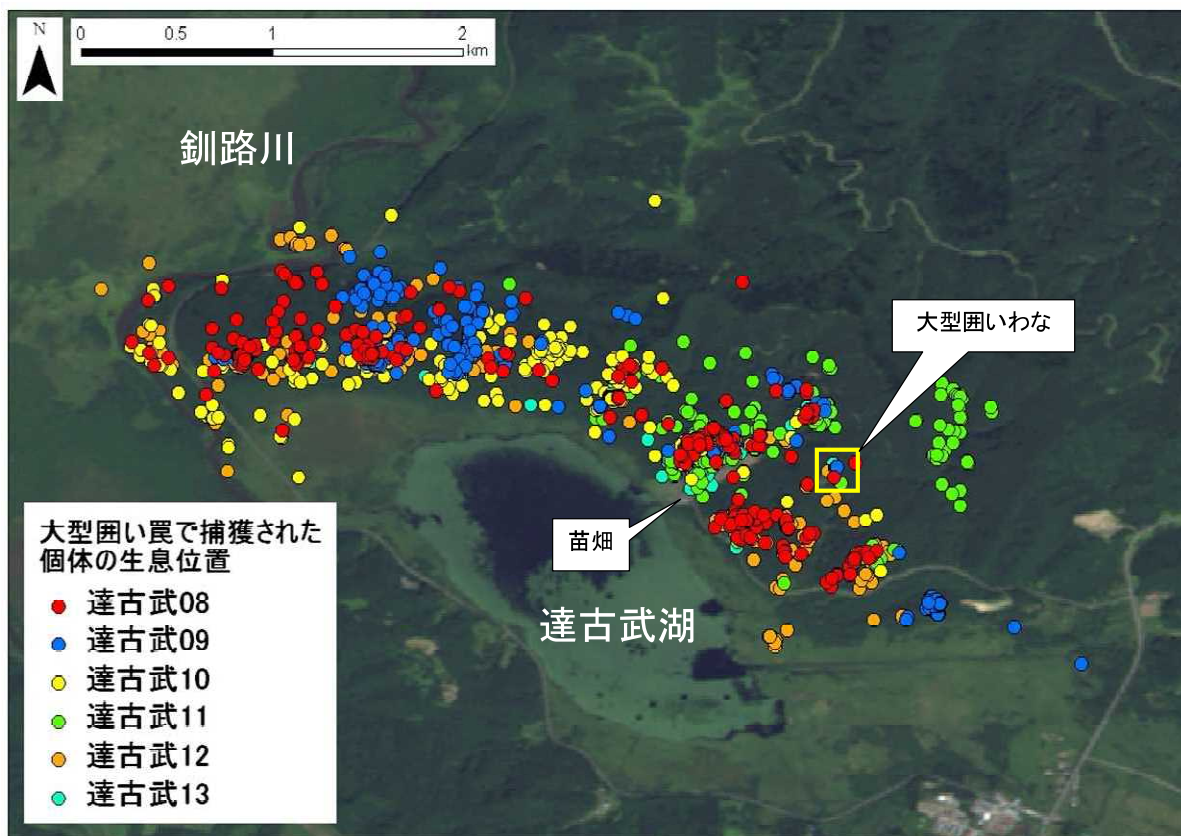 N
0 0.5 1 2
km
釧路川
大型囲いわな
苗畑
達古武湖
大型囲い罠で捕獲された
個体の生息位置
達古武08
達古武09
達古武10
達古武11
達古武12
達古武13